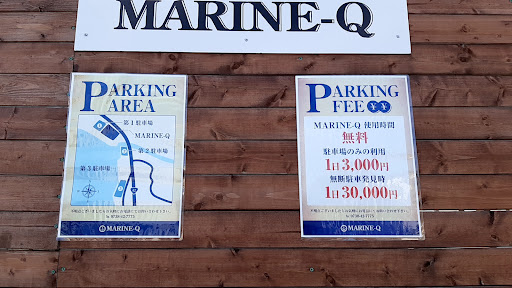 MARINE-Q
PARKING
AREA
第1駐車場
MARINE-Q
第2駐車場
第3駐車場
MARINE-Q
PARKING
FEE ¥ ¥
MARINE-Q 使用時間
無料
駐車場のみの利用
1日3,000円
無断駐車発見時
1日30,000円
MARINE-Q